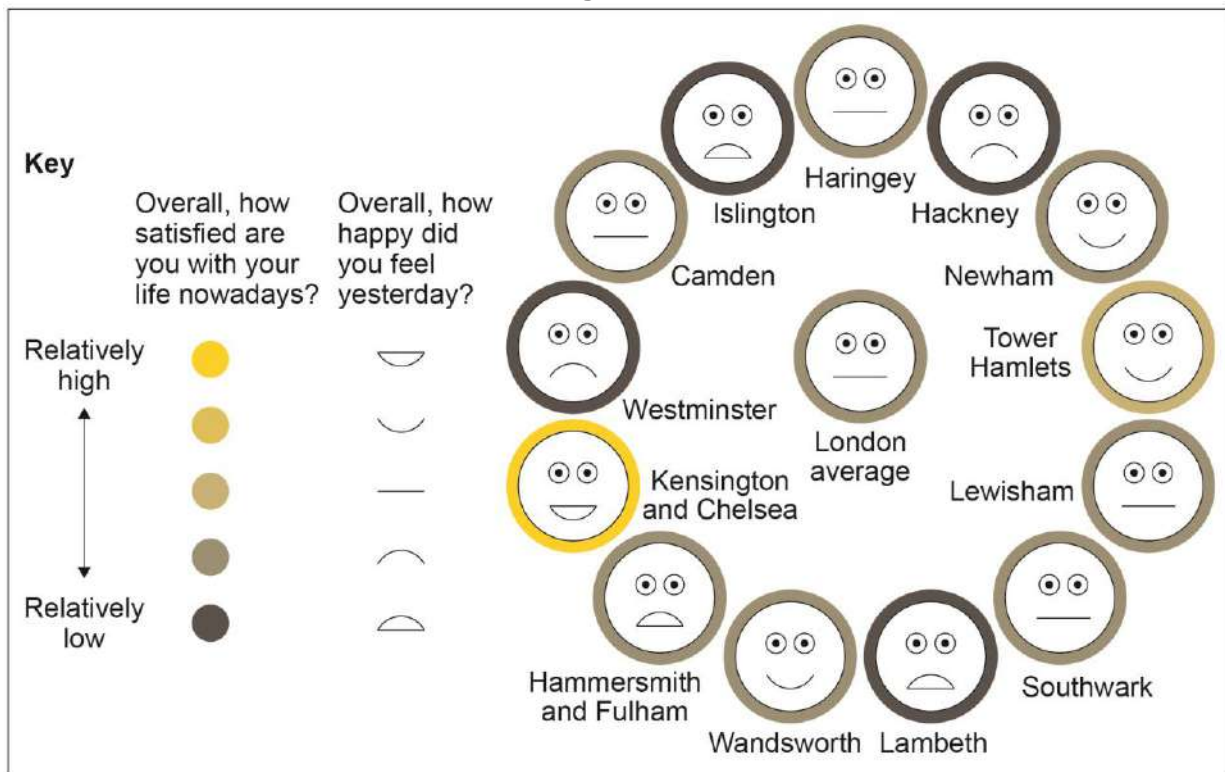 Key
Overall, how
satisfied are
you with your
life nowadays?
Overall, how
happy did
you feel
yesterday?
Relatively
high
Relatively
low
Haringey
Islington
Hackney
Camden
Newham
Westminster
Tower
Hamlets
London
average
Kensington
and Chelsea
Lewisham
Hammersmith
and Fulham
Southwark
Wandsworth
Lambeth